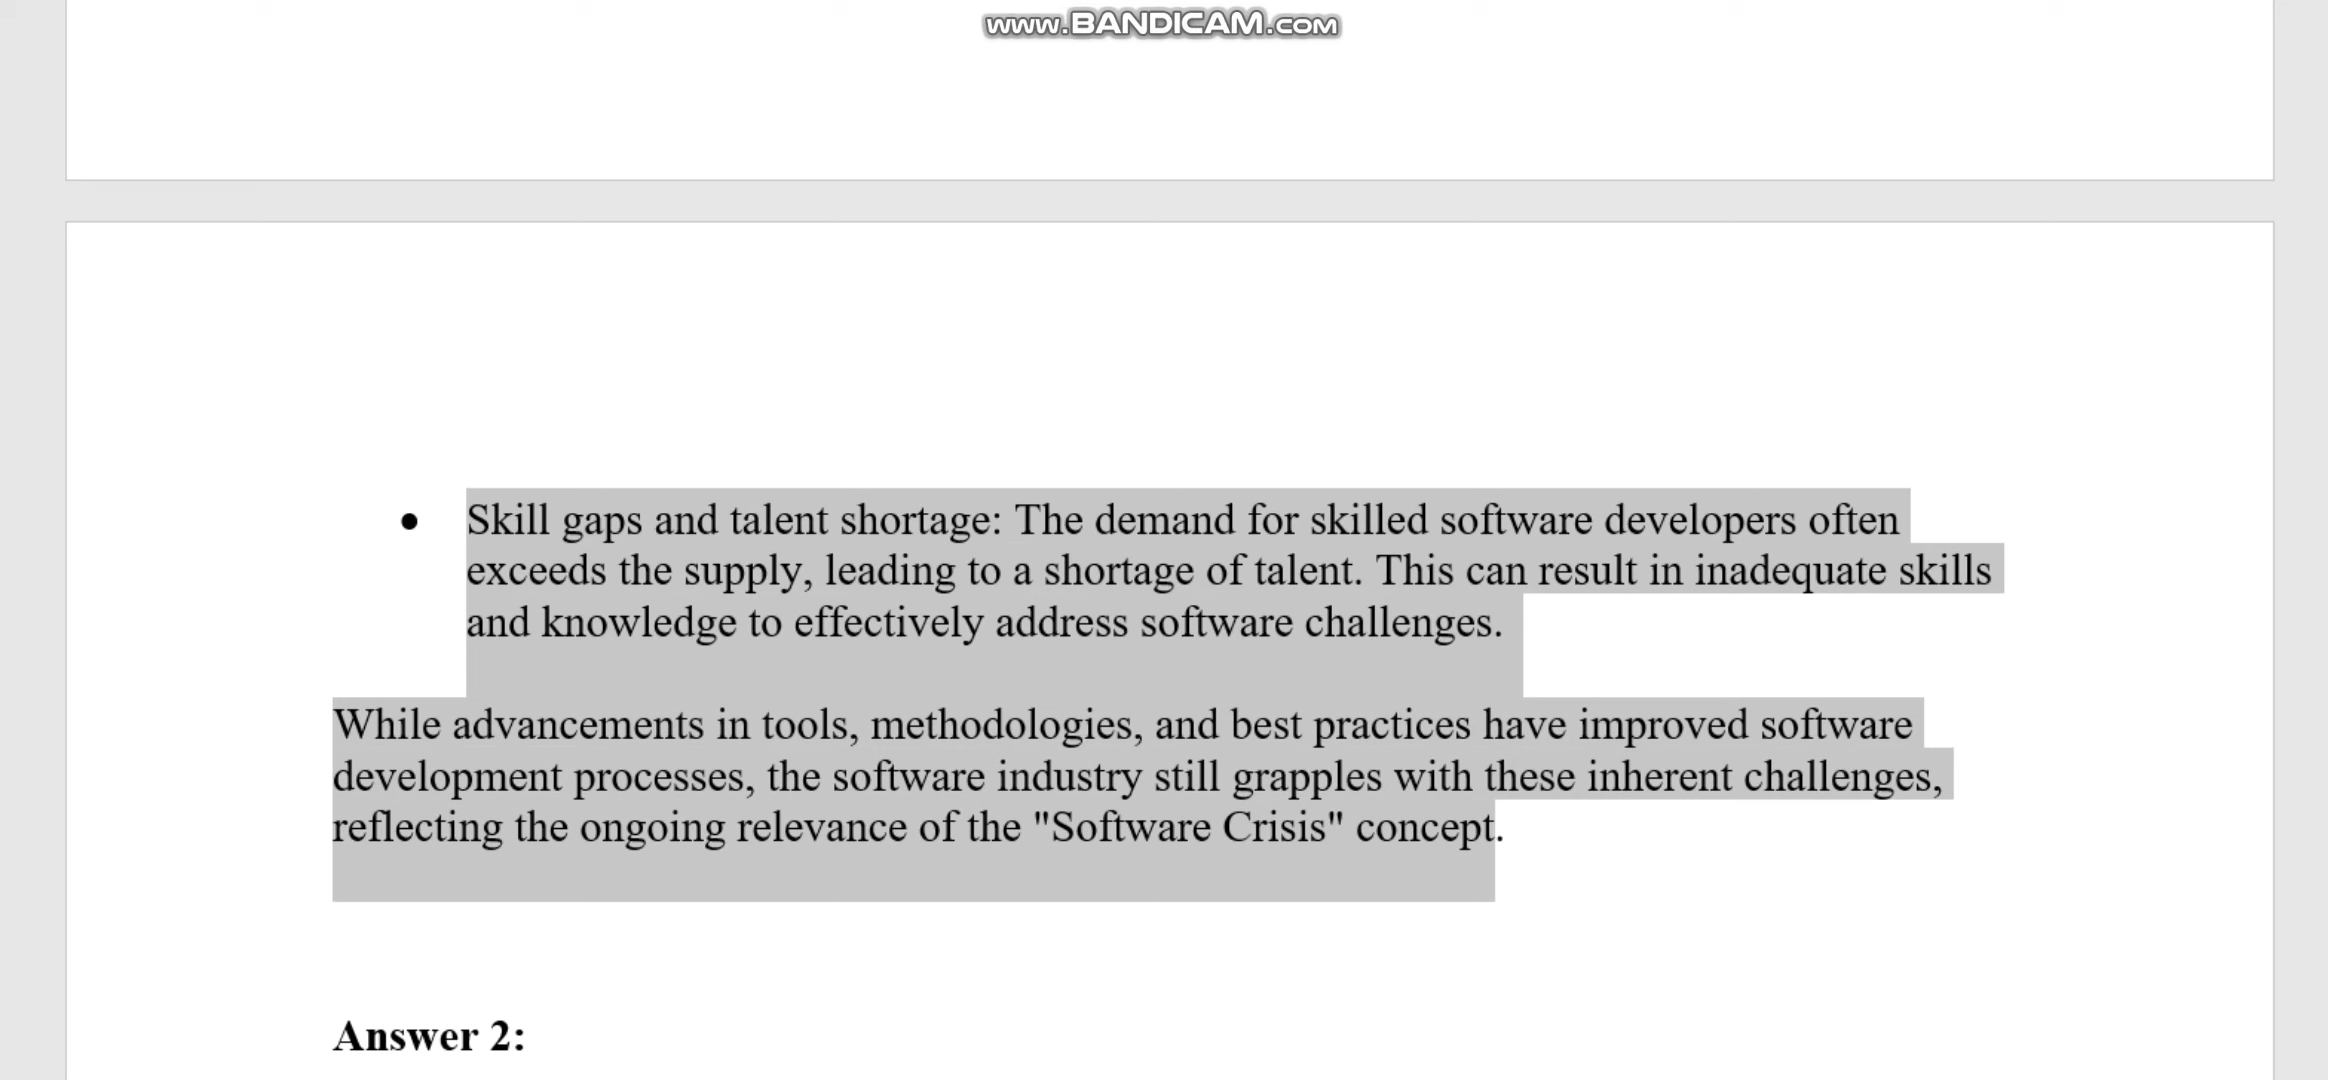 www.BANDICAM.COM
• Skill gaps and talent shortage: The demand for skilled software developers often
exceeds the supply, leading to a shortage of talent. This can result in inadequate skills
and knowledge to effectively address software challenges.
While advancements in tools, methodologies, and best practices have improved software
development processes, the software industry still grapples with these inherent challenges,
reflecting the ongoing relevance of the "Software Crisis" concept.
Answer 2: